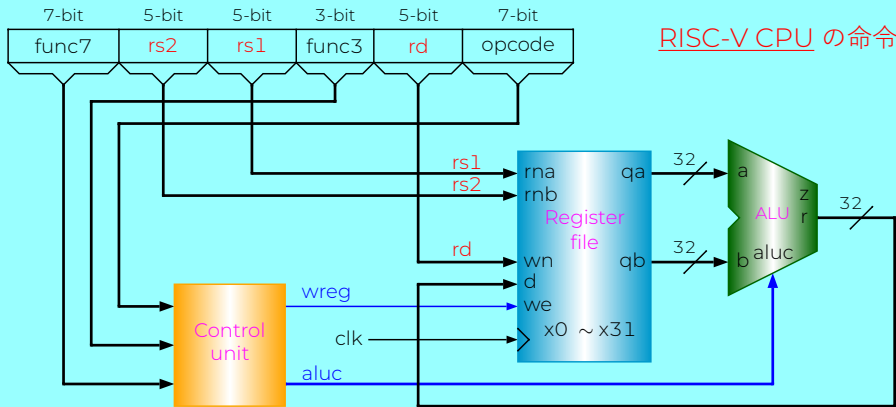 7-bit 5-bit 5-bit 3-bit 5-bit 7-bit
func7 rs2 rs1 func3 rd opcode
RISC-V CPU の命令
rs1
rs2
rd
rna
rnb
wn
d
we
x0 ~ x31
qa
qb
Register
file
32
32
a
b
ALU
z
r
aluc
32
wreg
clk
aluc
Control
unit